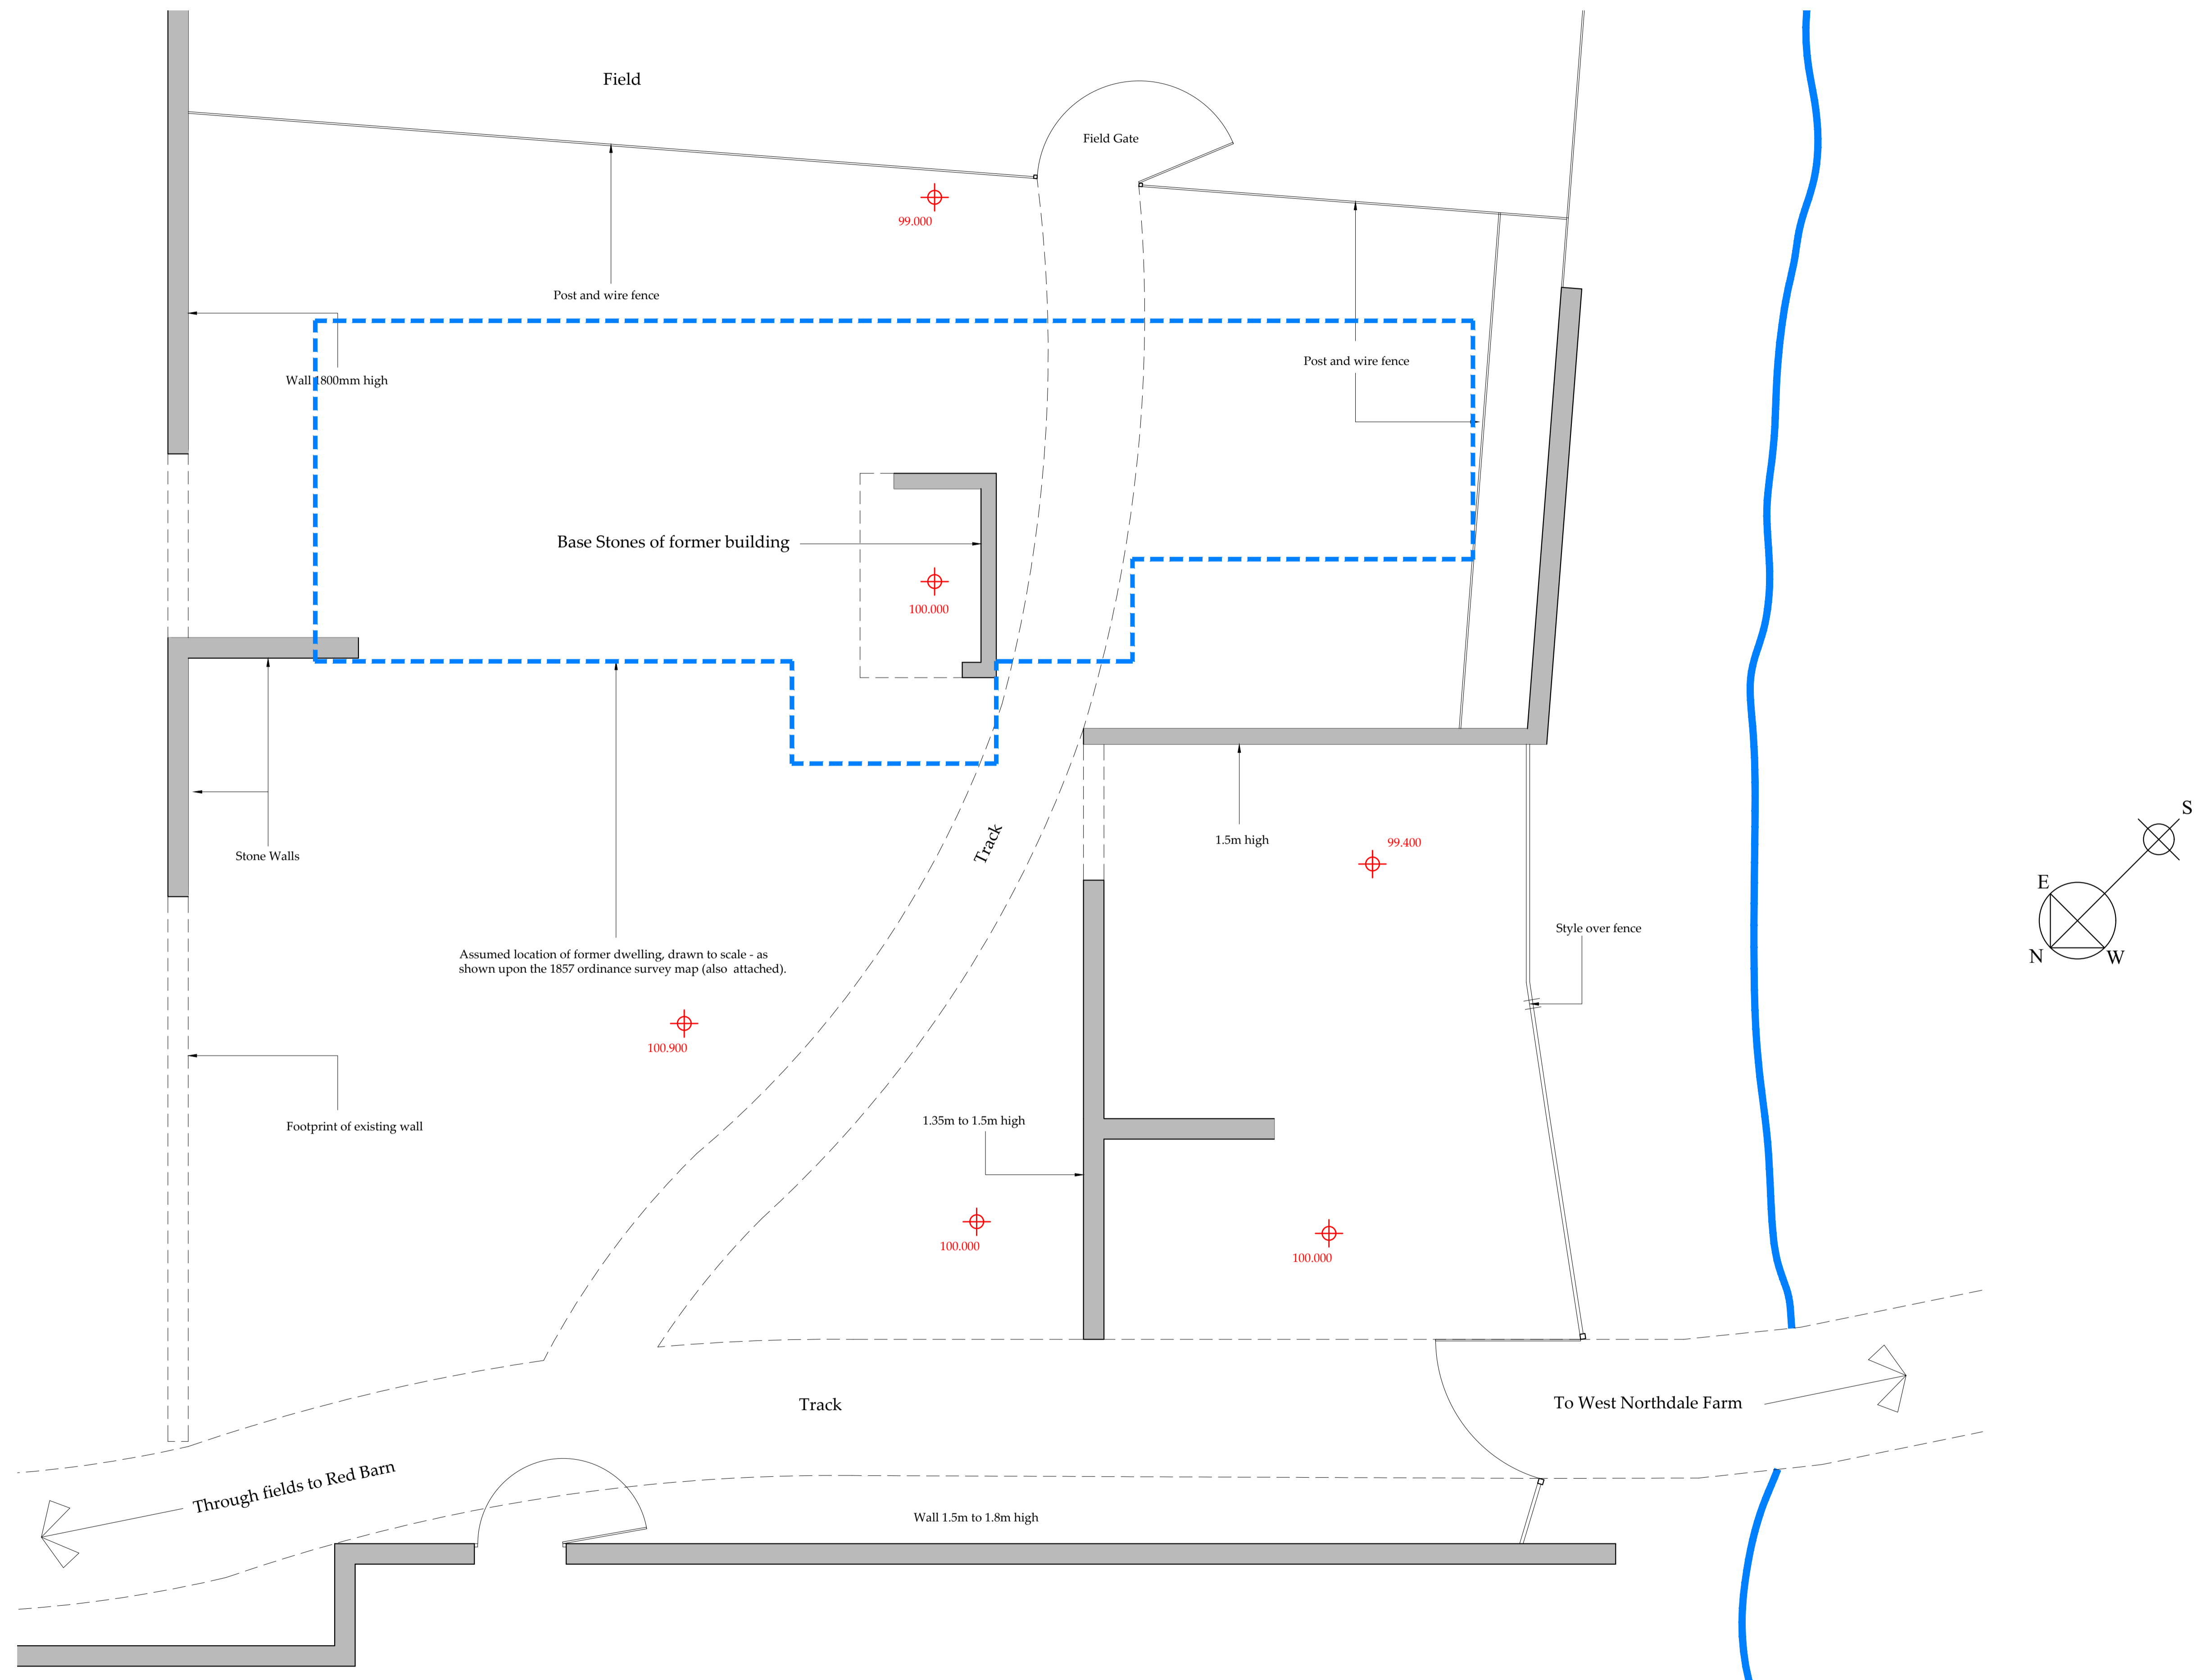 Field
Field Gate
99.000
Post and wire fence
Post and wire fence
Wall 1800mm high
Base Stones of former building
100.000
S
Track
1.5m high
99.400
Stone Walls
E
N
W
Style over fence
Assumed location of former dwelling, drawn to scale - as
shown upon the 1857 ordinance survey map (also attached).
100.900
Footprint of existing wall
1.35m to 1.5m high
100.000
100.000
Track
To West Northdale Farm
Through fields to Red Barn
Wall 1.5m to 1.8m high